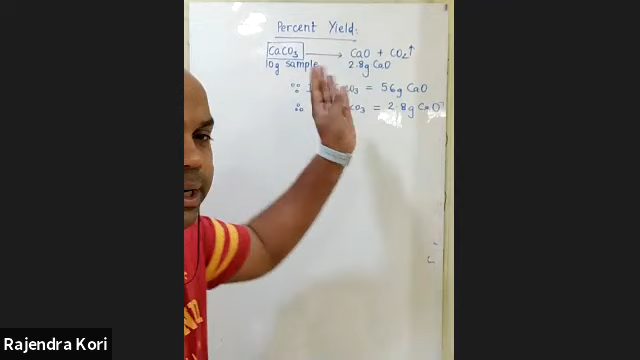 Percent Yield:
CaCO₃ → CaO + CO₂↑
10g sample 2.8g CaO
∵ = 56g CaO
∴ = 2.8g CaO
Rajendra Kori